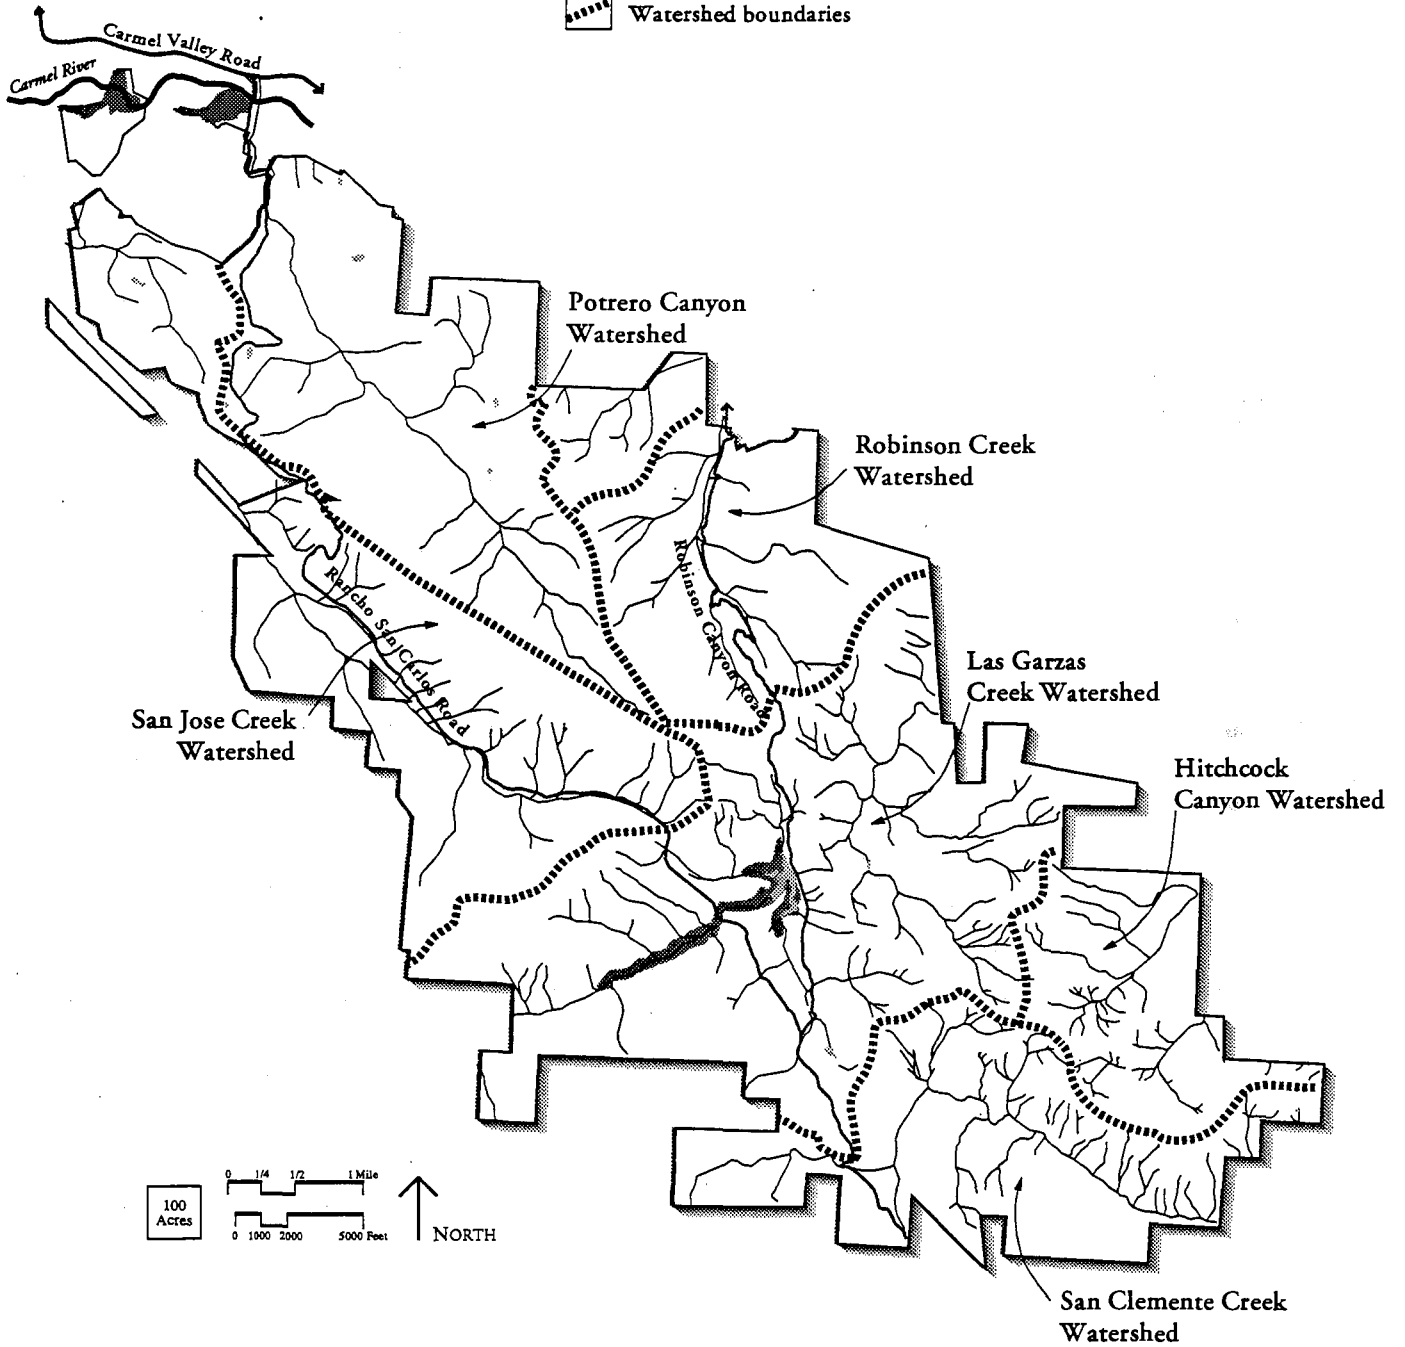 Watershed boundaries
Carmel Valley Road
Carmel River
Potrero Canyon
Watershed
Robinson Creek
Watershed
Robinson Canyon Road
Rancho San Carlos Road
Las Garzas
Creek Watershed
San Jose Creek
Watershed
Hitchcock
Canyon Watershed
0 1/4 1/2 1 Mile
100
Acres
0 1000 2000 5000 Feet
NORTH
San Clemente Creek
Watershed